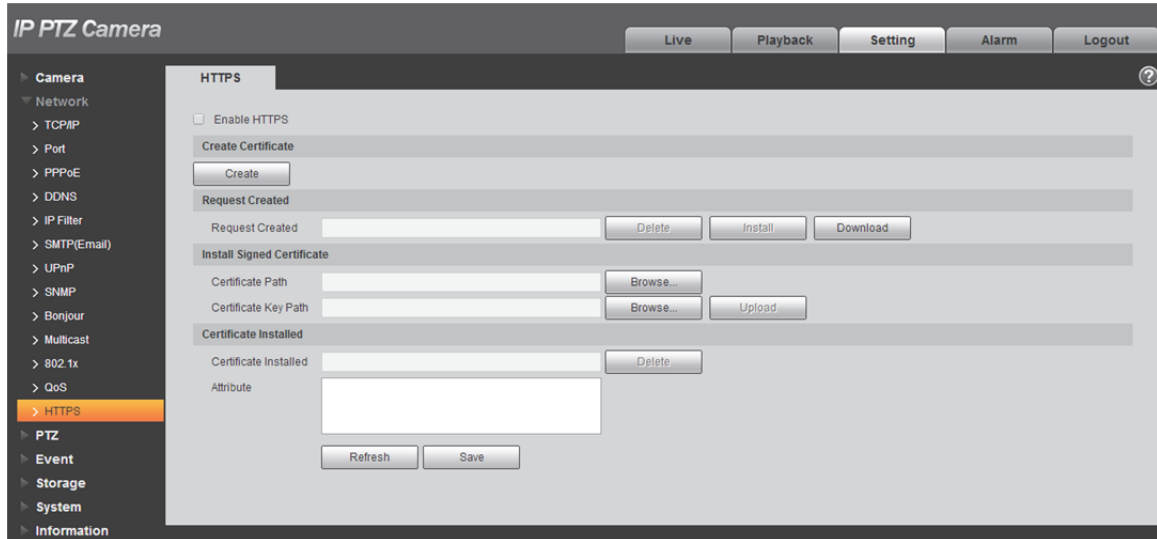 IP PTZ Camera
Live Playback Setting Alarm Logout
Camera
Network
TCP/IP
Port
PPPoE
DDNS
IP Filter
SMTP(Email)
UPnP
SNMP
Bonjour
Multicast
802.1x
QoS
HTTPS
PTZ
Event
Storage
System
Information
HTTPS
?
Enable HTTPS
Create Certificate
Create
Request Created
Request Created Delete Install Download
Install Signed Certificate
Certificate Path Browse...
Certificate Key Path Browse... Upload
Certificate Installed
Certificate Installed Delete
Attribute
Refresh Save